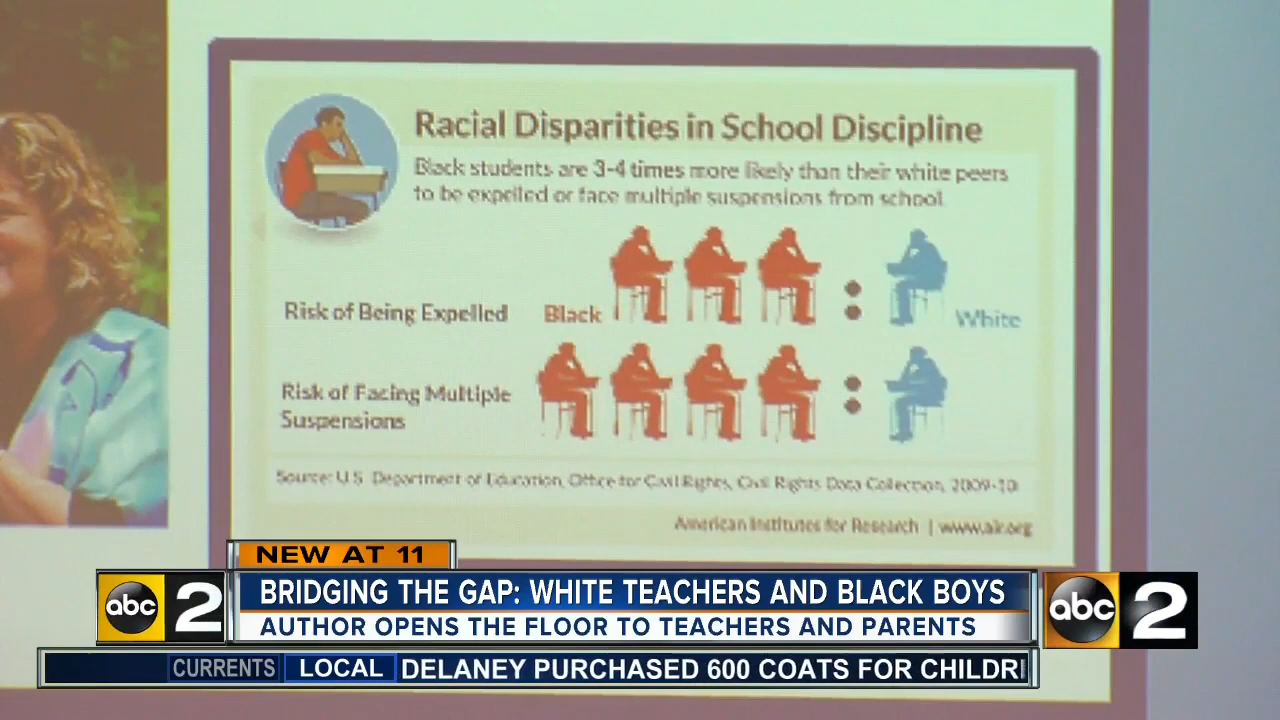 Racial Disparities in School Discipline
Black students are 3-4 times more likely than their white peers
to be expelled or face multiple suspensions from school.
Risk of Being Expelled
Black
White
Risk of Facing Multiple
Suspensions
Source: U.S. Department of Education, Office for Civil Rights, Civil Rights Data Collection, 2009-10
American Institutes for Research | www.air.org
NEW AT 11
abc 2
BRIDGING THE GAP: WHITE TEACHERS AND BLACK BOYS
AUTHOR OPENS THE FLOOR TO TEACHERS AND PARENTS
abc 2
CURRENTS LOCAL DELANEY PURCHASED 600 COATS FOR CHILDR